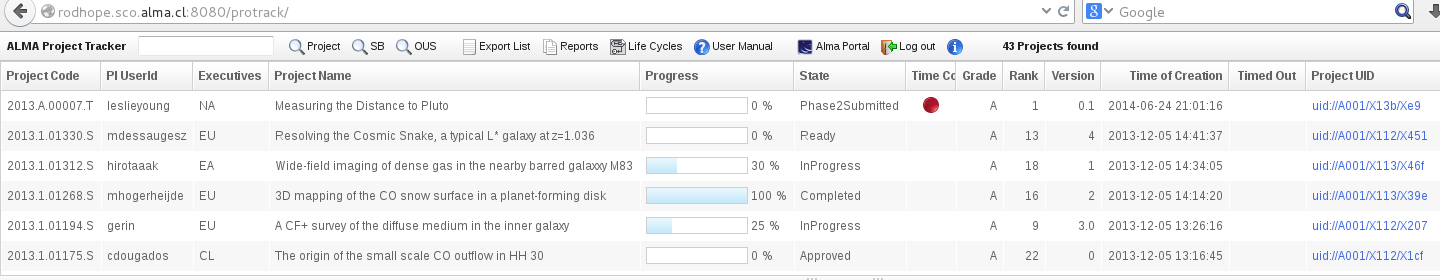 rodhope.sco.alma.cl:8080/protrack/ Google
ALMA Project Tracker Project SB OUS Export List Reports Life Cycles User Manual Alma Portal Log out 43 Projects found
Project Code PI UserId Executives Project Name Progress State Time Co Grade Rank Version Time of Creation Timed Out Project UID
2013.A.00007.T leslieyoung NA Measuring the Distance to Pluto 0 % Phase2Submitted A 1 0.1 2014-06-24 21:01:16 uid://A001/X13b/Xe9
2013.1.01330.S mdessaugesz EU Resolving the Cosmic Snake, a typical L* galaxy at z=1.036 0 % Ready A 13 4 2013-12-05 14:41:37 uid://A001/X112/X451
2013.1.01312.S hirotaaak EA Wide-field imaging of dense gas in the nearby barred galaxxy M83 30 % InProgress A 18 1 2013-12-05 14:34:05 uid://A001/X113/X46f
2013.1.01268.S mhogerheijde EU 3D mapping of the CO snow surface in a planet-forming disk 100 % Completed A 16 2 2013-12-05 14:14:20 uid://A001/X113/X39e
2013.1.01194.S gerin EU A CF+ survey of the diffuse medium in the inner galaxy 25 % InProgress A 9 3.0 2013-12-05 13:26:16 uid://A001/X112/X207
2013.1.01175.S cdougados CL The origin of the small scale CO outflow in HH 30 0 % Approved A 22 0 2013-12-05 13:16:45 uid://A001/X112/X1cf